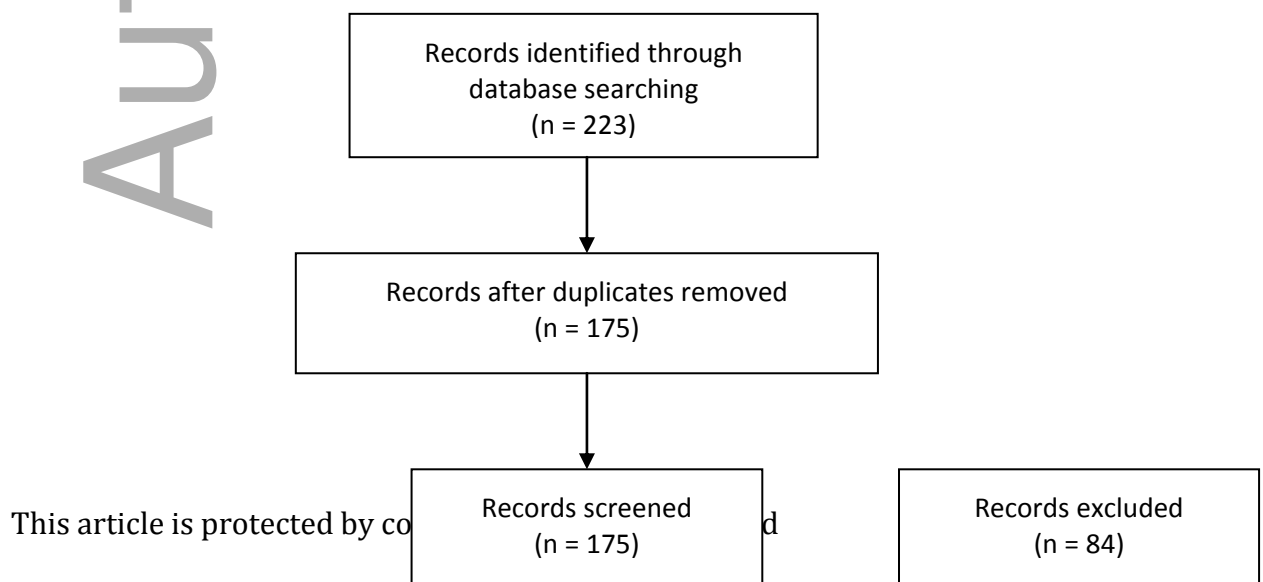 Records identified through
database searching
(n = 223)
Records after duplicates removed
(n = 175)
Records screened
(n = 175)
Records excluded
(n = 84)
This article is protected by